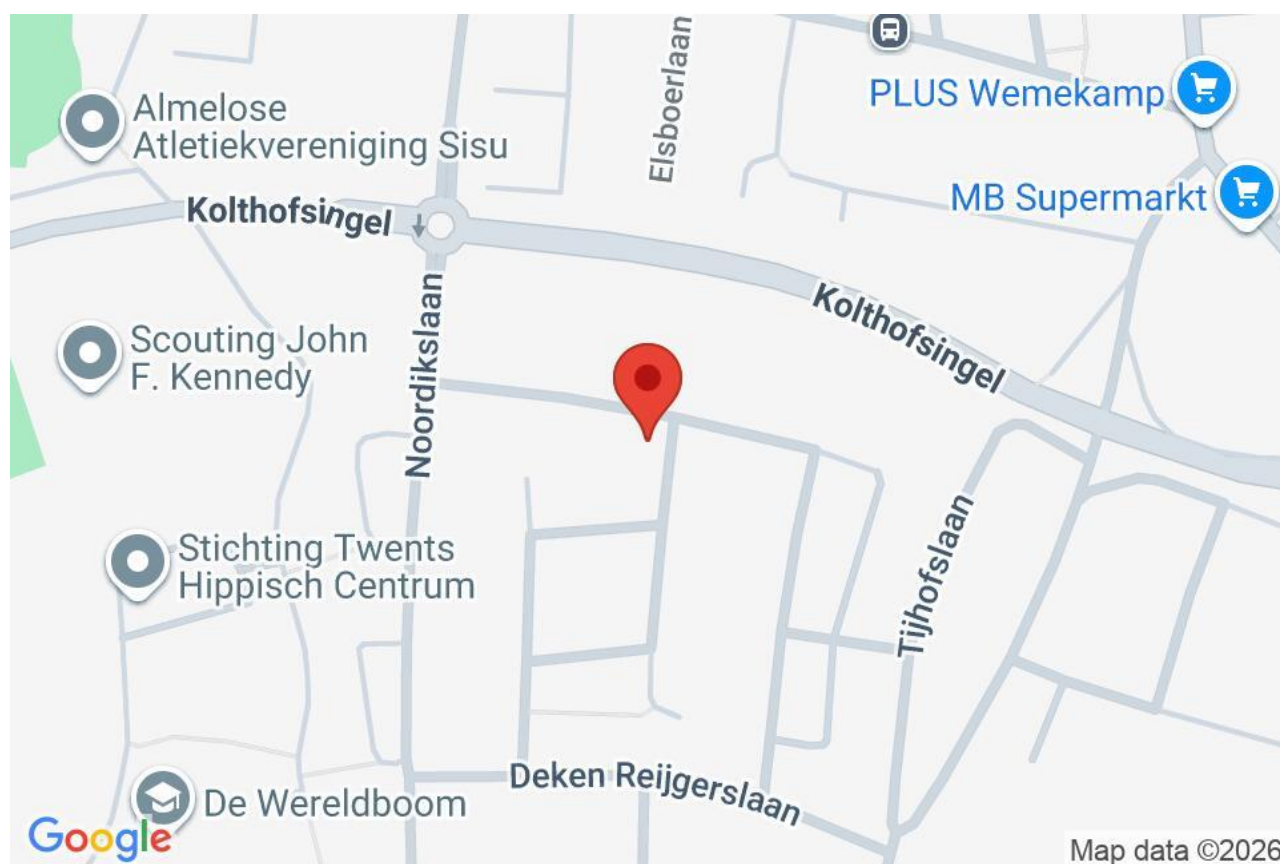 Elsboerlaan
PLUS Wemekamp
Almelose
Atletiekvereniging Sisu
MB Supermarkt
Kolthofsingel
Kolthofsingel
Noordikslaan
Scouting John
F. Kennedy
Tijhofslaan
Stichting Twents
Hippisch Centrum
Deken Reijgerslaan
De Wereldboom
Google
Map data ©2026